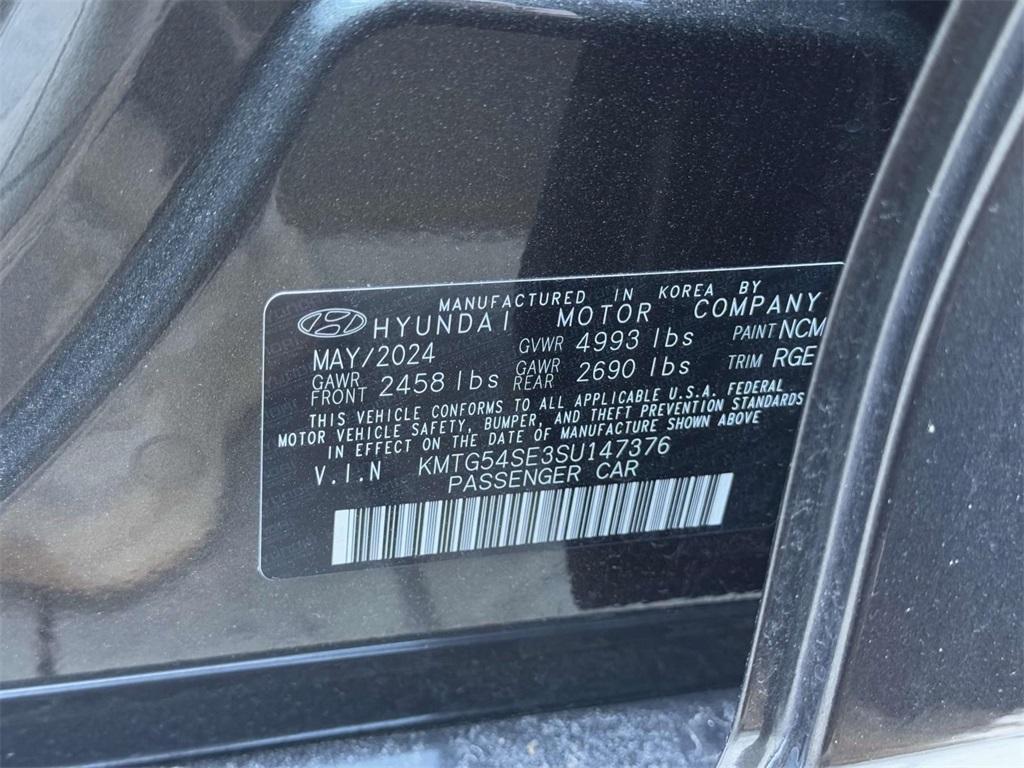 MANUFACTURED IN KOREA BY
HYUNDAI MOTOR COMPANY
MAY/2024 GVWR 4993 lbs PAINT NCM
GAWR FRONT 2458 lbs GAWR REAR 2690 lbs TRIM RGE
THIS VEHICLE CONFORMS TO ALL APPLICABLE U.S.A. FEDERAL
MOTOR VEHICLE SAFETY, BUMPER, AND THEFT PREVENTION STANDARDS
IN EFFECT ON THE DATE OF MANUFACTURE SHOWN ABOVE
V.I.N KMTG54SE3SU147376
PASSENGER CAR